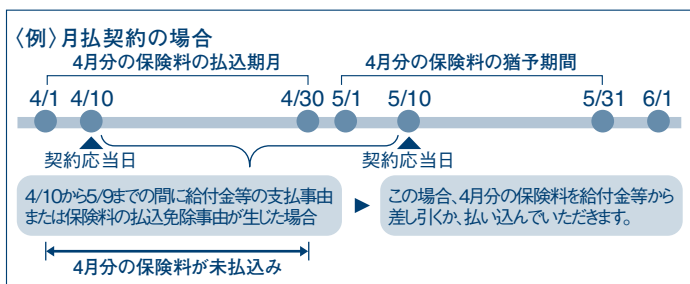 〈例〉月払契約の場合
4月分の保険料の払込期月
4月分の保険料の猶予期間
4/1 4/10 4/30 5/1 5/10 5/31 6/1
契約応当日
契約応当日
4/10から5/9までの間に給付金等の支払事由
または保険料の払込免除事由が生じた場合
この場合、4月分の保険料を給付金等から
差し引くか、払い込んでいただきます。
4月分の保険料が未払込み